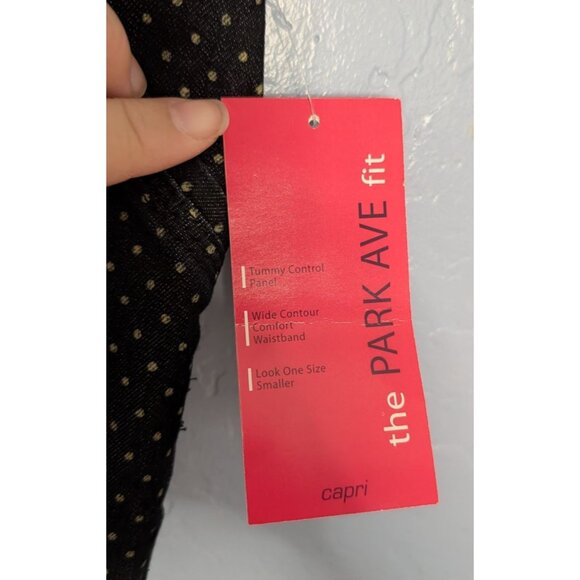 the PARK AVE fit
Tummy Control
Panel
Wide Contour
Comfort
Waistband
Look One Size
Smaller
capri